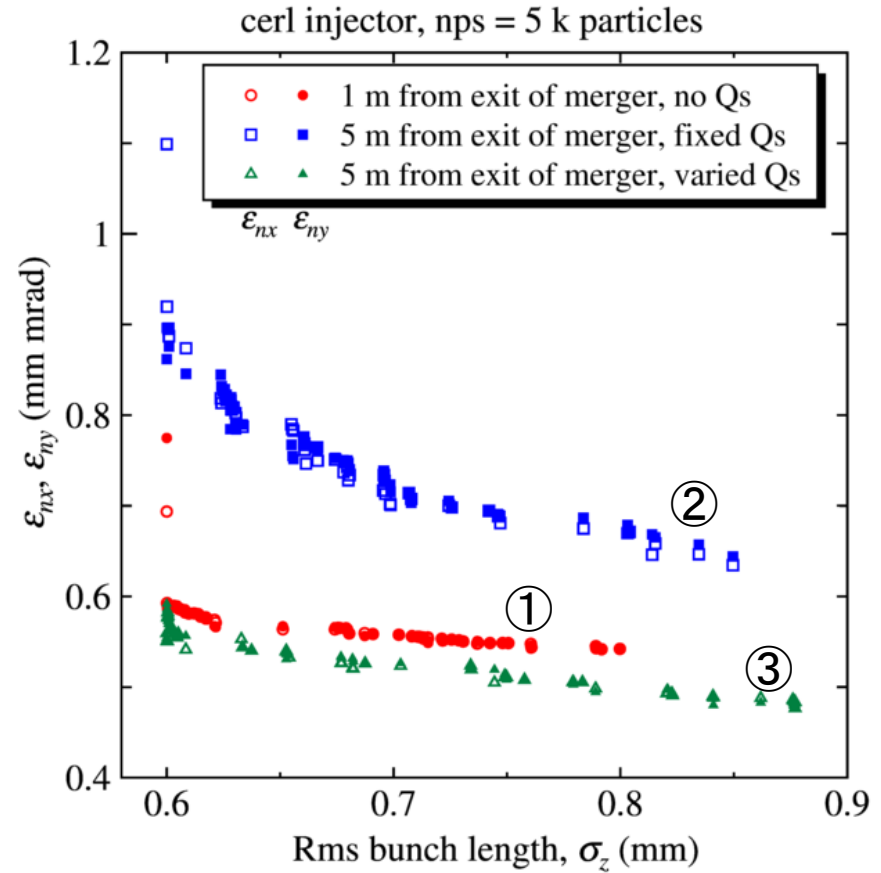 cerl injector, nps = 5 k particles
1.2
1 m from exit of merger, no Qs
5 m from exit of merger, fixed Qs
5 m from exit of merger, varied Qs
εnx εny
1
0.8
0.6
0.4
εnx, εny (mm mrad)
②
①
③
0.6 0.7 0.8 0.9
Rms bunch length, σz (mm)